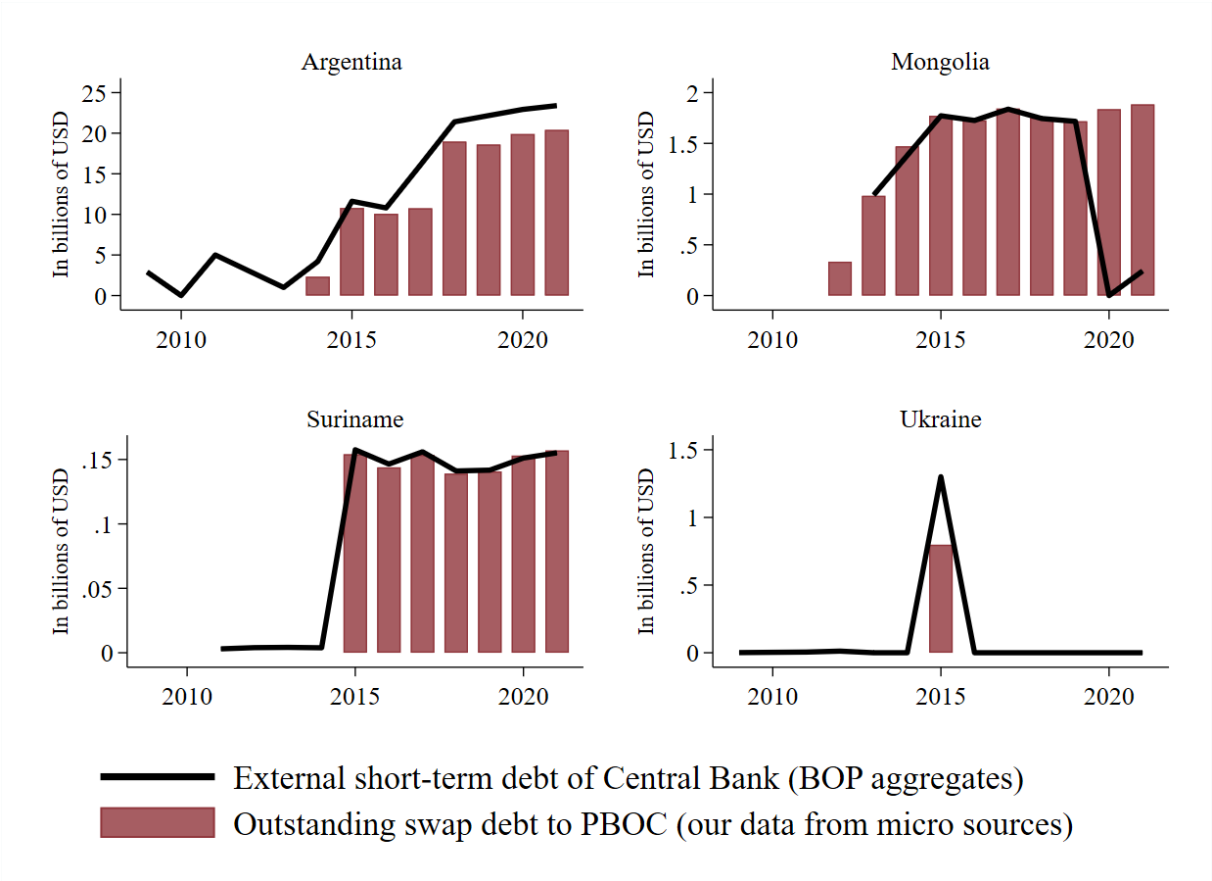 Argentina
In billions of USD
25
20
15
10
5
0
2010 2015 2020
Mongolia
In billions of USD
2
1.5
1
.5
0
2010 2015 2020
Suriname
In billions of USD
.15
.1
.05
0
2010 2015 2020
Ukraine
In billions of USD
1.5
1
.5
0
2010 2015 2020
External short-term debt of Central Bank (BOP aggregates)
Outstanding swap debt to PBOC (our data from micro sources)